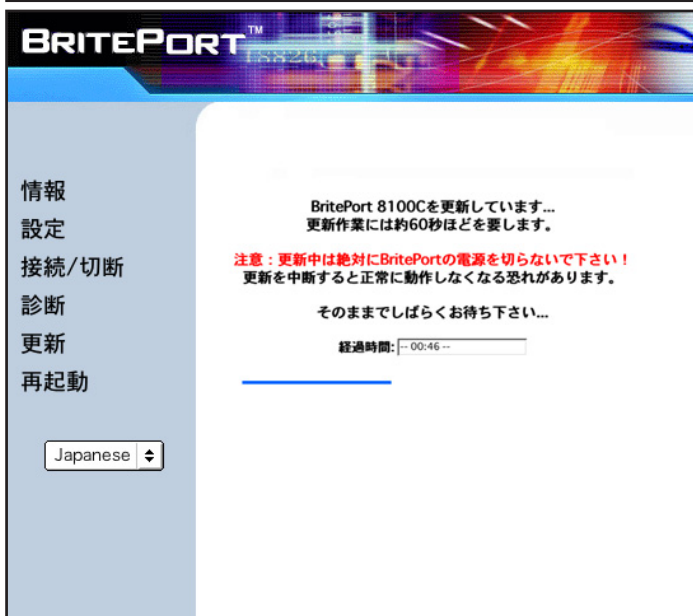 BRITEPORT™
情報
設定
接続/切断
診断
更新
再起動
Japanese
BritePort 8100Cを更新しています...
更新作業には約60秒ほどを要します。
注意：更新中は絶対にBritePortの電源を切らないで下さい！
更新を中断すると正常に動作しなくなる恐れがあります。
そのままでしばらくお待ち下さい...
経過時間: -- 00:46 --